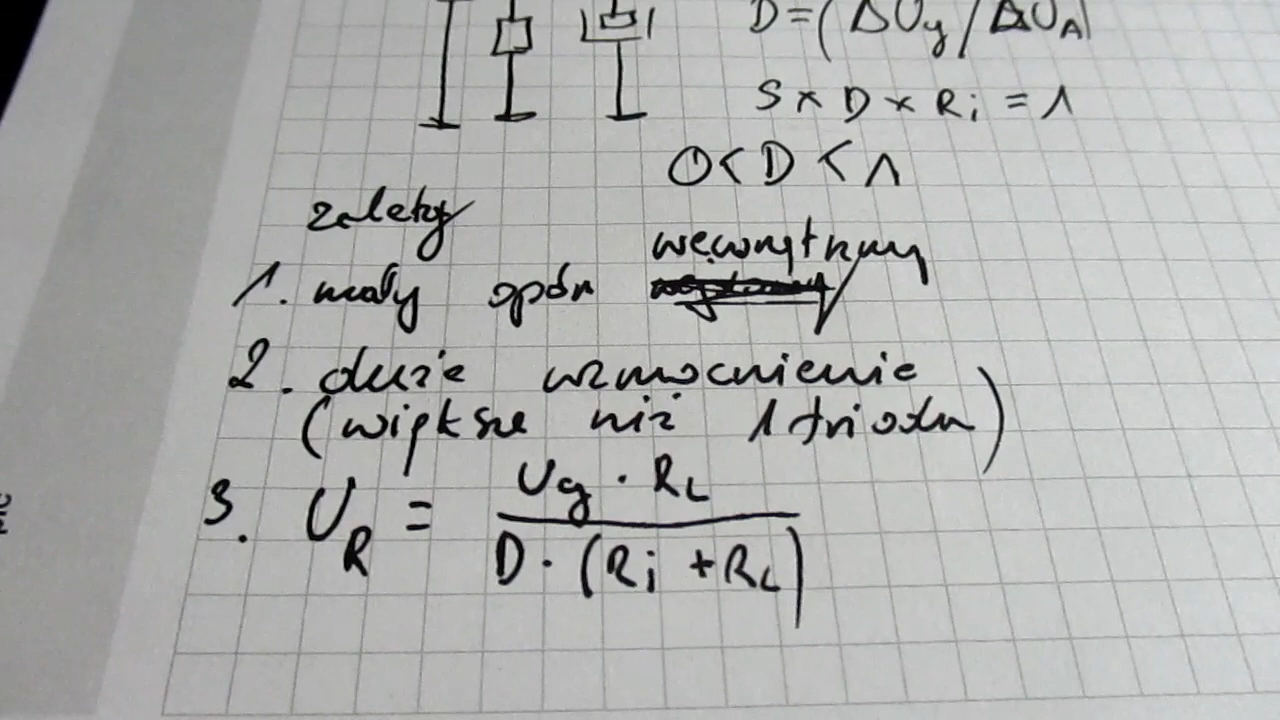 D = (ΔUg / ΔUA)
S × D × Ri = 1
0 < D < 1
zalety
1. mały opór wewnętrzny
2. duże wzmocnienie
(większe niż 1 trioda)
3. UR = Ug · RL / D · (Ri + RL)